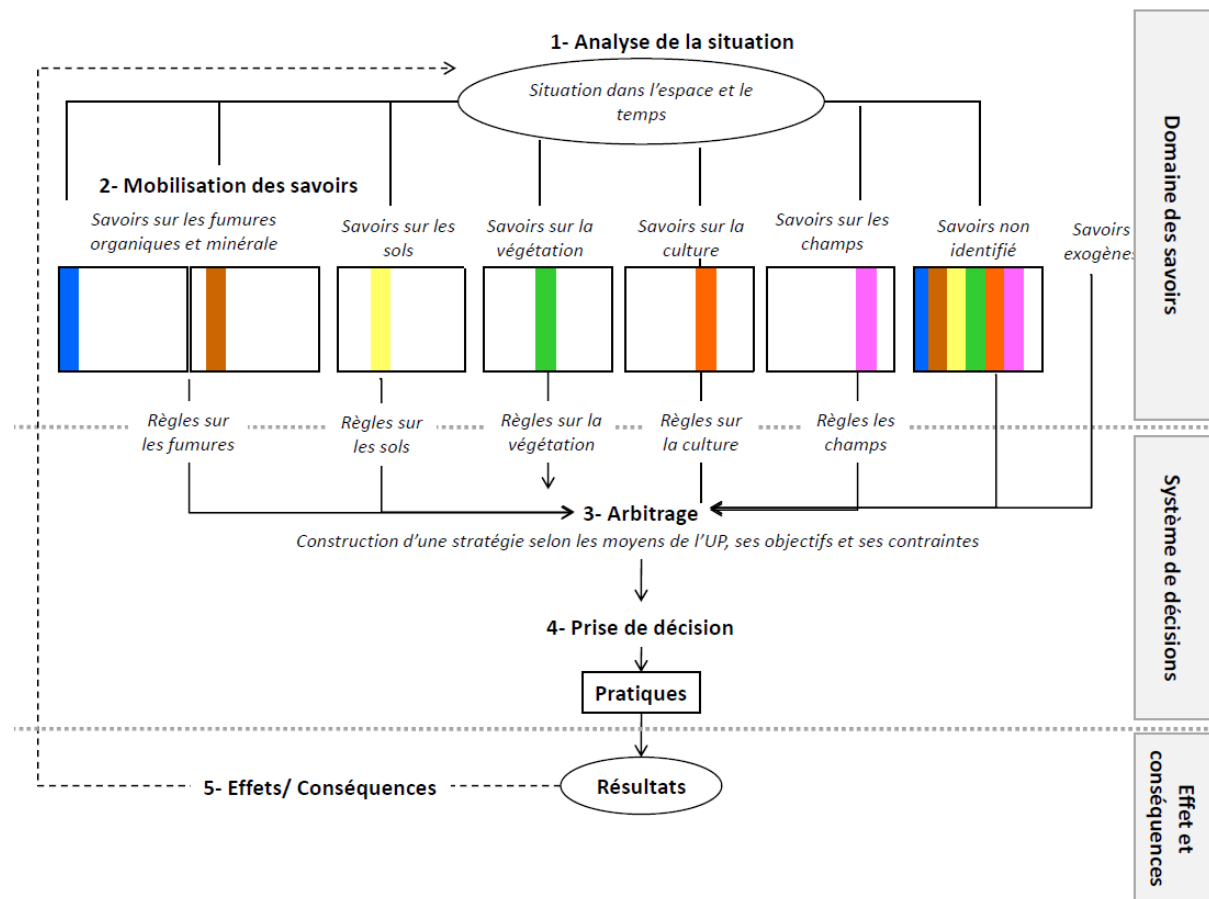 1- Analyse de la situation
Situation dans l'espace et le
temps
2- Mobilisation des savoirs
Savoirs sur les fumures
organiques et minérale
Savoirs sur les
sols
Savoirs sur la
végétation
Savoirs sur la
culture
Savoirs sur les
champs
Savoirs non
identifié
Savoirs
exogènes
Règles sur
les fumures
Règles sur
les sols
Règles sur la
végétation
Règles sur
la culture
Règles les
champs
3- Arbitrage
Construction d'une stratégie selon les moyens de l'UP, ses objectifs et ses contraintes
4- Prise de décision
Pratiques
5- Effets/ Conséquences
Résultats
Domaine des savoirs
Système de décisions
Effet et
conséquences